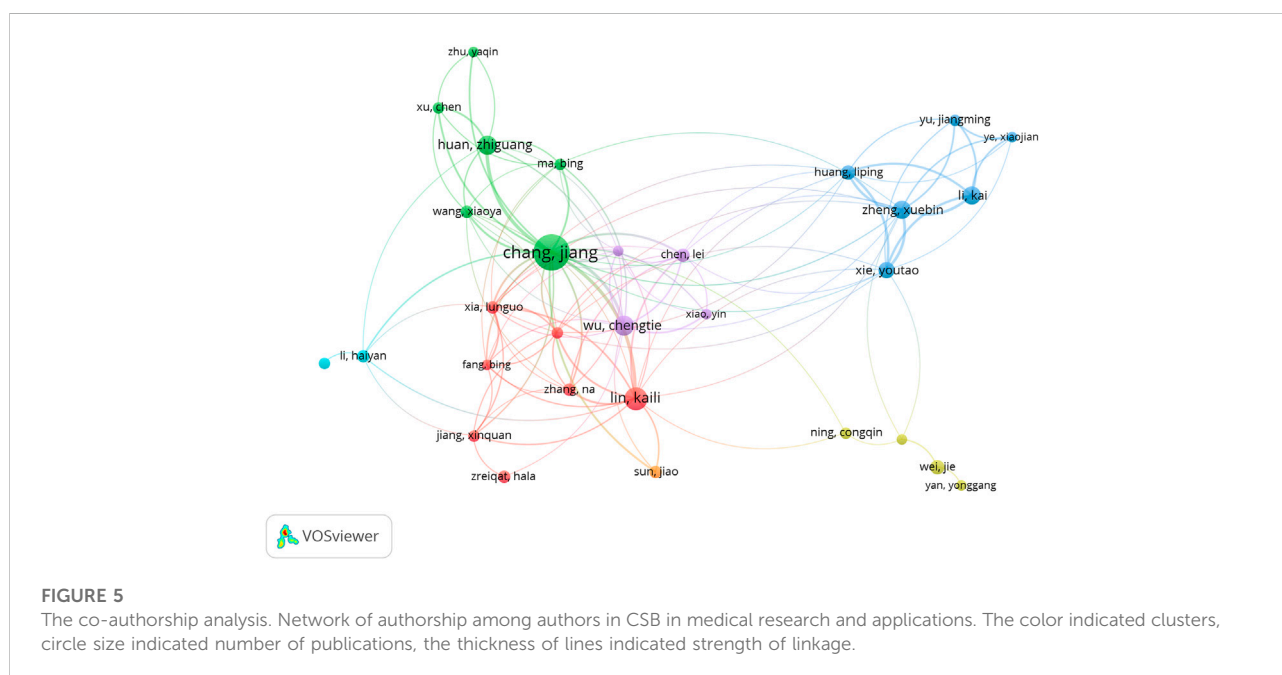 zhu, yaqin
xu, chen
yu, jiangming
ye, xiaojian
huan, zhiguang
ma, bing
huang, liping
li, kai
wang, xiaoya
zheng, xuebin
chang, jiang
chen, lei
xie, youtao
xia, lunguo
xiao, yin
wu, chengtie
li, haiyan
fang, bing
zhang, na
lin, kaili
jiang, xinquan
ning, congqin
zreiqat, hala
sun, jiao
wei, jie
yan, yonggang
VOSviewer
FIGURE 5
The co-authorship analysis. Network of authorship among authors in CSB in medical research and applications. The color indicated clusters,
circle size indicated number of publications, the thickness of lines indicated strength of linkage.